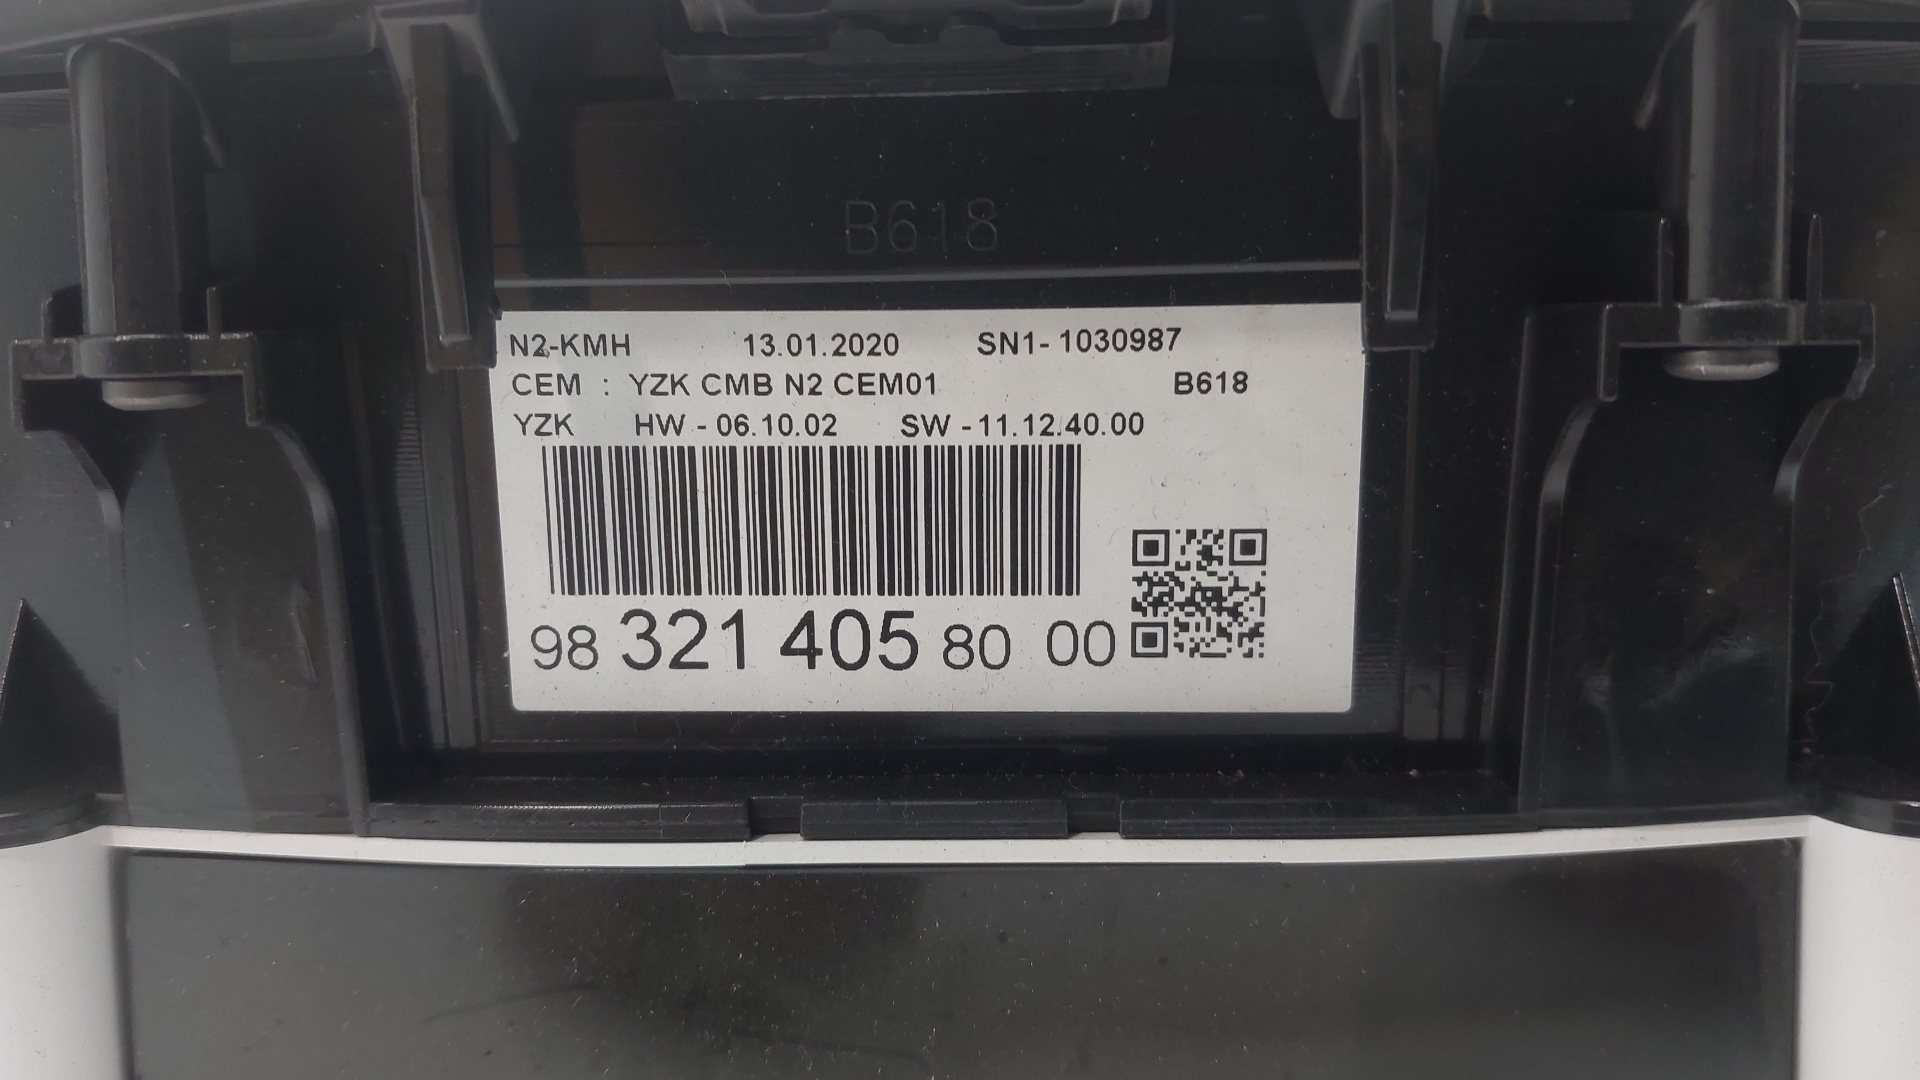 B618
N2-KMH 13.01.2020 SN1- 1030987
CEM : YZK CMB N2 CEM01 B618
YZK HW - 06.10.02 SW - 11.12.40.00
98 321 405 80 00